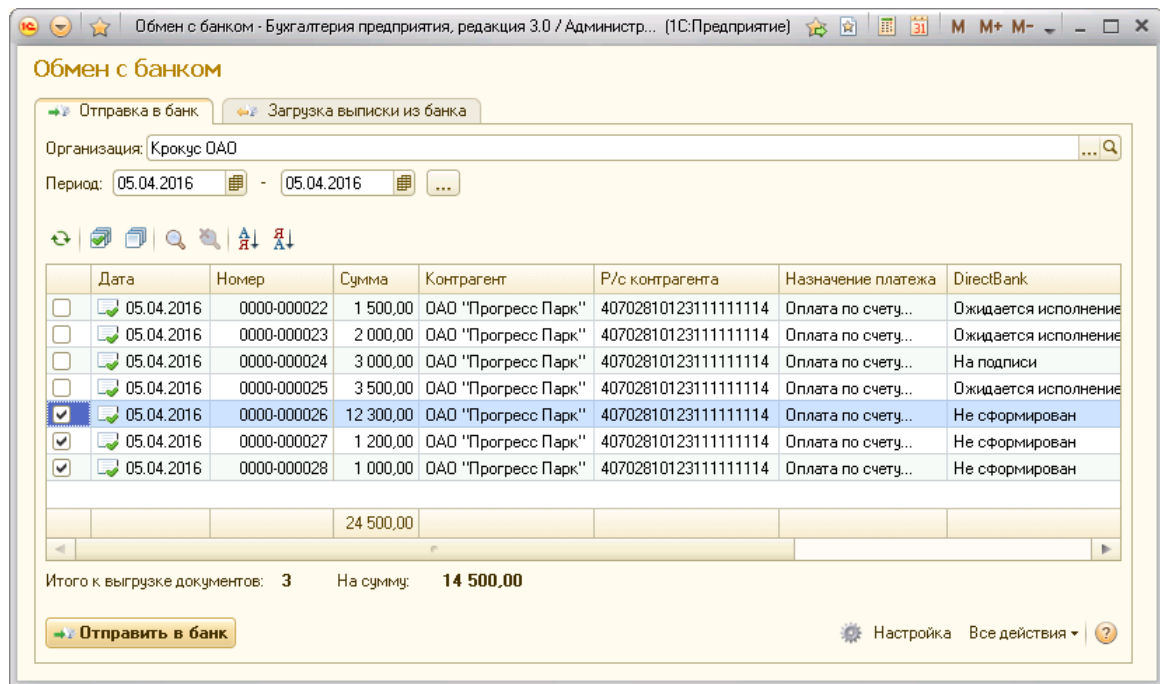 Обмен с банком - Бухгалтерия предприятия, редакция 3.0 / Администр... (1С:Предприятие) 31 M M+ M-
Обмен с банком
Отправка в банк Загрузка выписки из банка
Организация: Крокус ОАО ...
Период: 05.04.2016 - 05.04.2016 ...
Дата Номер Сумма Контрагент Р/с контрагента Назначение платежа DirectBank
05.04.2016 0000-000022 1 500,00 ОАО "Прогресс Парк" 40702810123111111114 Оплата по счету... Ожидается исполнение
05.04.2016 0000-000023 2 000,00 ОАО "Прогресс Парк" 40702810123111111114 Оплата по счету... Ожидается исполнение
05.04.2016 0000-000024 3 000,00 ОАО "Прогресс Парк" 40702810123111111114 Оплата по счету... На подписи
05.04.2016 0000-000025 3 500,00 ОАО "Прогресс Парк" 40702810123111111114 Оплата по счету... Ожидается исполнение
05.04.2016 0000-000026 12 300,00 ОАО "Прогресс Парк" 40702810123111111114 Оплата по счету... Не сформирован
05.04.2016 0000-000027 1 200,00 ОАО "Прогресс Парк" 40702810123111111114 Оплата по счету... Не сформирован
05.04.2016 0000-000028 1 000,00 ОАО "Прогресс Парк" 40702810123111111114 Оплата по счету... Не сформирован
24 500,00
Итого к выгрузке документов: 3 На сумму: 14 500,00
Отправить в банк Настройка Все действия ?